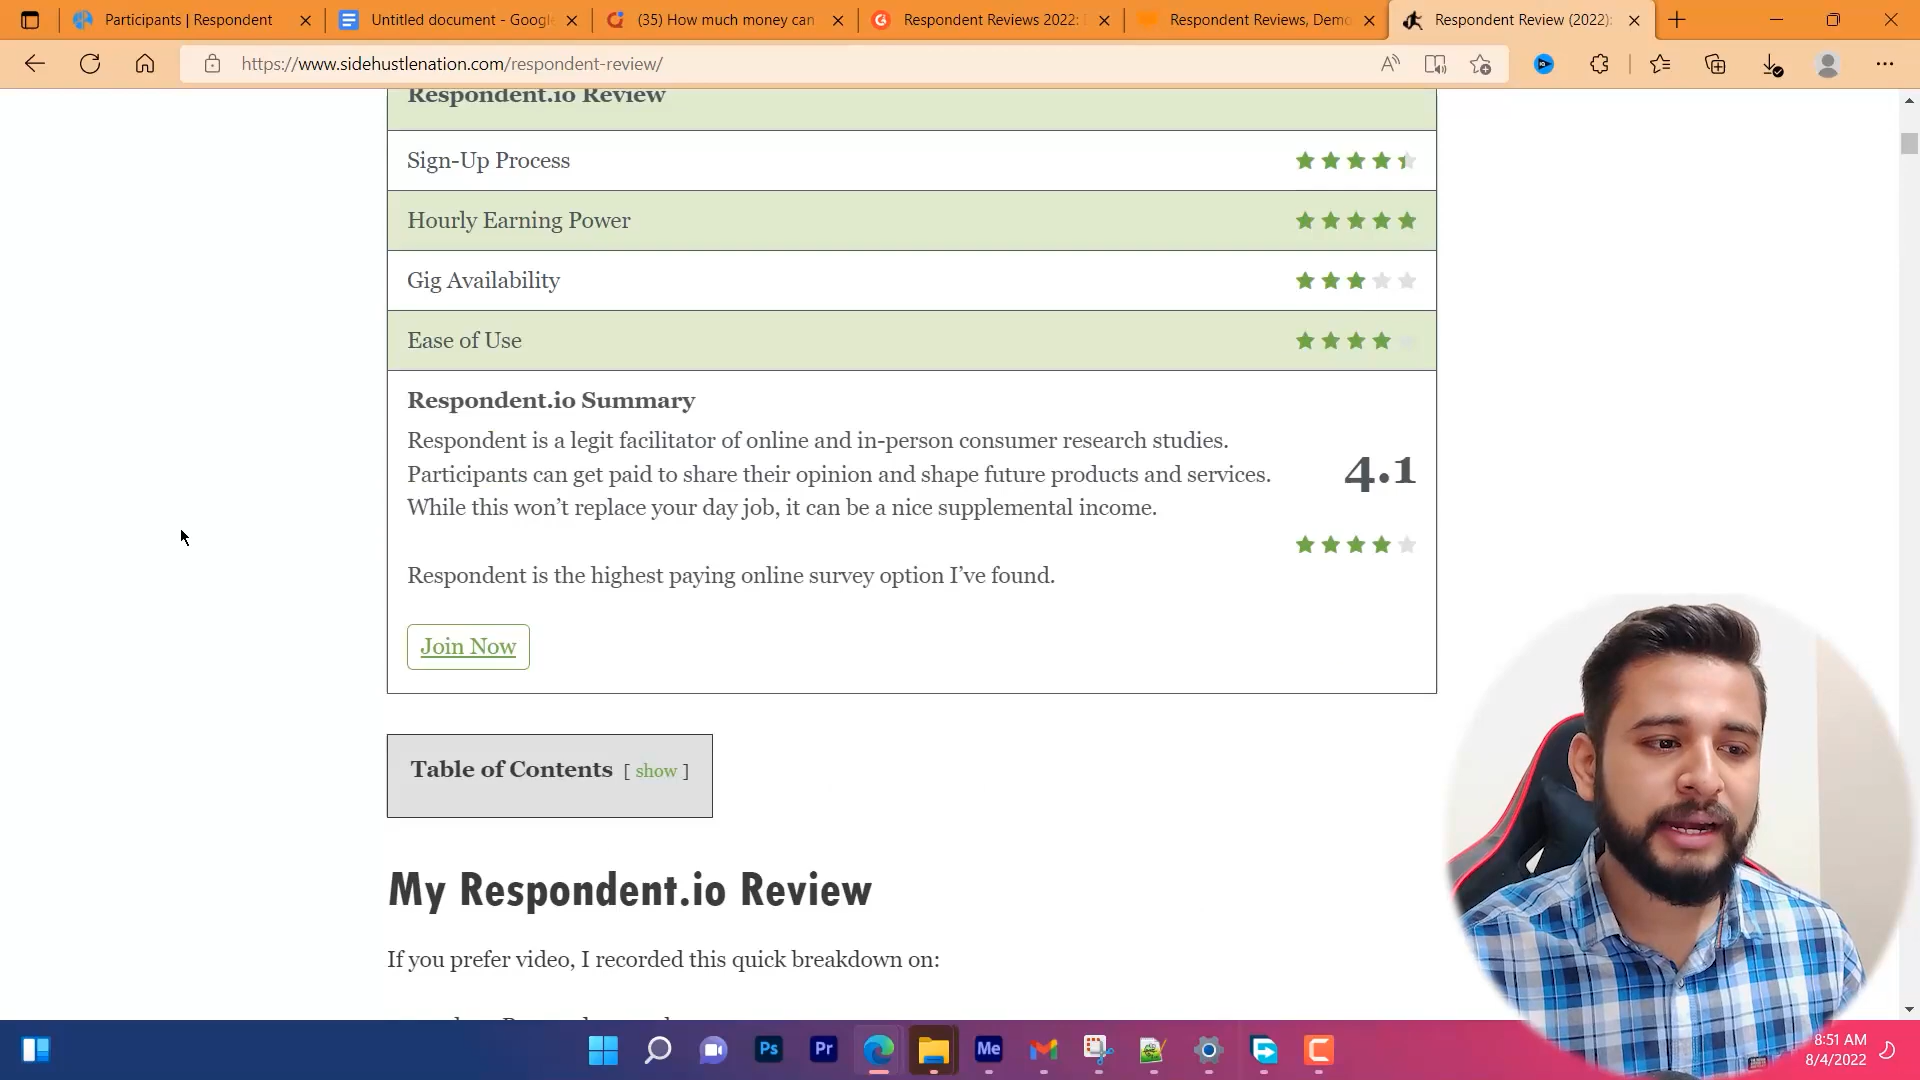 Participants | Respondent
Untitled document - Google
(35) How much money can
Respondent Reviews 2022:
Respondent Reviews, Demo
Respondent Review (2022):
https://www.sidehustlenation.com/respondent-review/
Respondent.io Review
Sign-Up Process
Hourly Earning Power
Gig Availability
Ease of Use
Respondent.io Summary
Respondent is a legit facilitator of online and in-person consumer research studies.
Participants can get paid to share their opinion and shape future products and services.
While this won’t replace your day job, it can be a nice supplemental income.
4.1
Respondent is the highest paying online survey option I’ve found.
Join Now
Table of Contents [ show ]
My Respondent.io Review
If you prefer video, I recorded this quick breakdown on:
Ps
Pr
Me
8:51 AM
8/4/2022